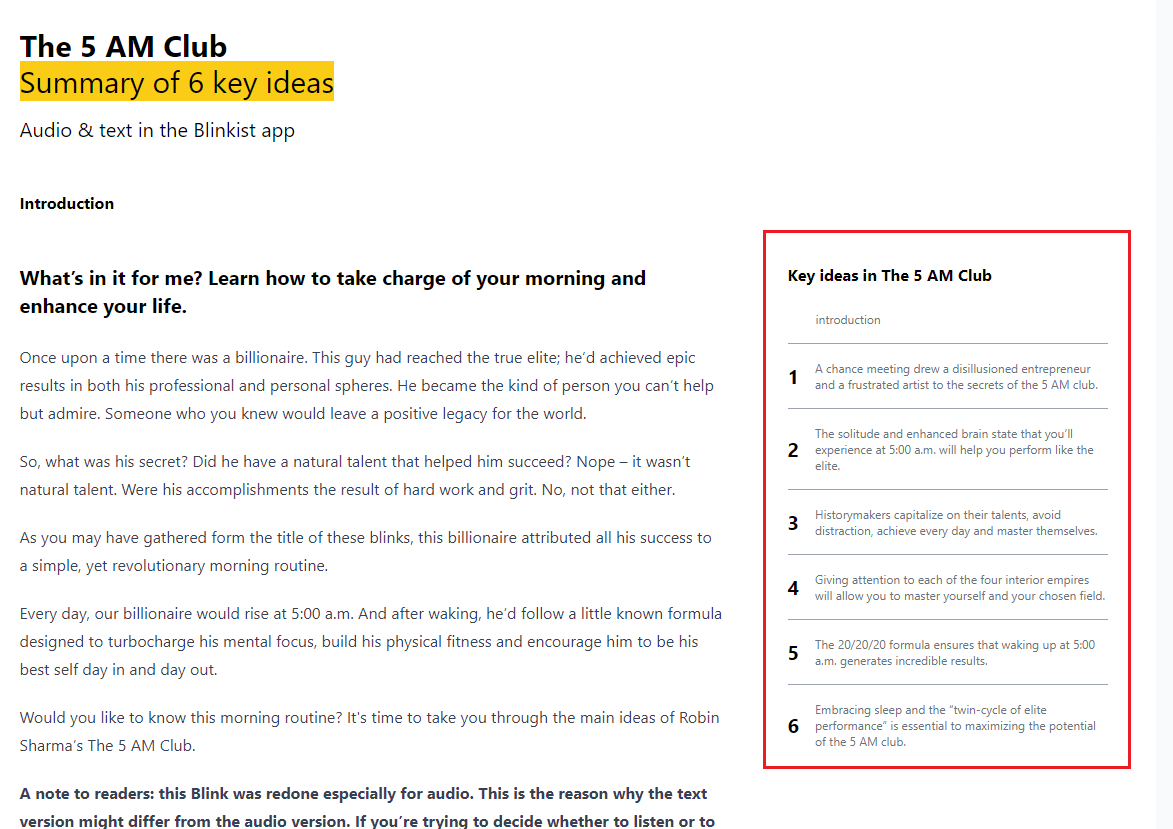 The 5 AM Club
Summary of 6 key ideas
Audio & text in the Blinkist app
Introduction
What's in it for me? Learn how to take charge of your morning and
enhance your life.
Once upon a time there was a billionaire. This guy had reached the true elite; he'd achieved epic
results in both his professional and personal spheres. He became the kind of person you can't help
but admire. Someone who you knew would leave a positive legacy for the world.
So, what was his secret? Did he have a natural talent that helped him succeed? Nope – it wasn't
natural talent. Were his accomplishments the result of hard work and grit. No, not that either.
As you may have gathered form the title of these blinks, this billionaire attributed all his success to
a simple, yet revolutionary morning routine.
Every day, our billionaire would rise at 5:00 a.m. And after waking, he'd follow a little known formula
designed to turbocharge his mental focus, build his physical fitness and encourage him to be his
best self day in and day out.
Would you like to know this morning routine? It's time to take you through the main ideas of Robin
Sharma's The 5 AM Club.
A note to readers: this Blink was redone especially for audio. This is the reason why the text
version might differ from the audio version. If you're trying to decide whether to listen or to
Key ideas in The 5 AM Club
introduction
1
A chance meeting drew a disillusioned entrepreneur
and a frustrated artist to the secrets of the 5 AM club.
2
The solitude and enhanced brain state that you'll
experience at 5:00 a.m. will help you perform like the
elite.
3
Historymakers capitalize on their talents, avoid
distraction, achieve every day and master themselves.
4
Giving attention to each of the four interior empires
will allow you to master yourself and your chosen field.
5
The 20/20/20 formula ensures that waking up at 5:00
a.m. generates incredible results.
6
Embracing sleep and the "twin-cycle of elite
performance" is essential to maximizing the potential
of the 5 AM club.